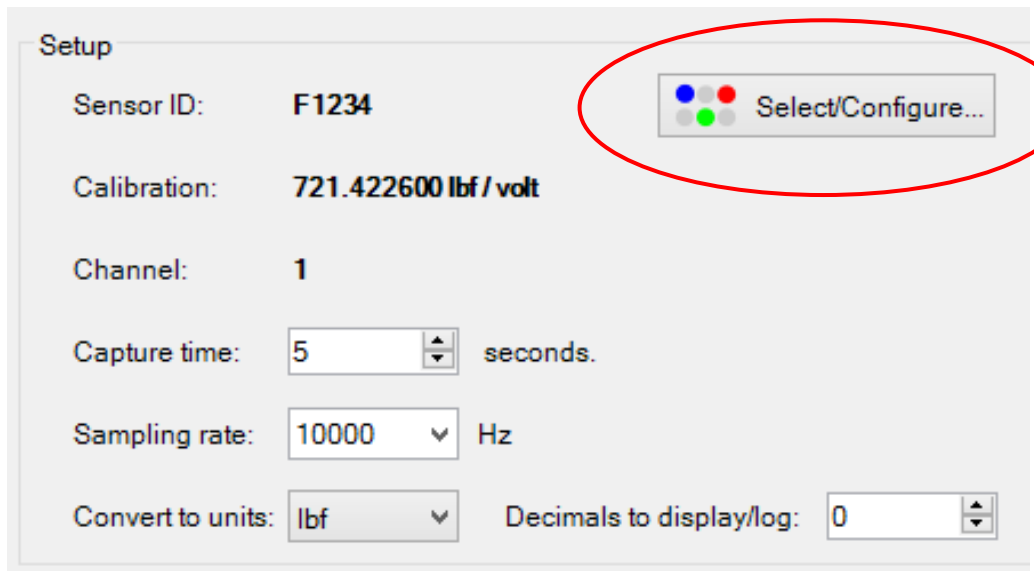 Setup
Sensor ID: F1234 Select/Configure...
Calibration: 721.422600 lbf / volt
Channel: 1
Capture time: 5 seconds.
Sampling rate: 10000 Hz
Convert to units: lbf Decimals to display/log: 0